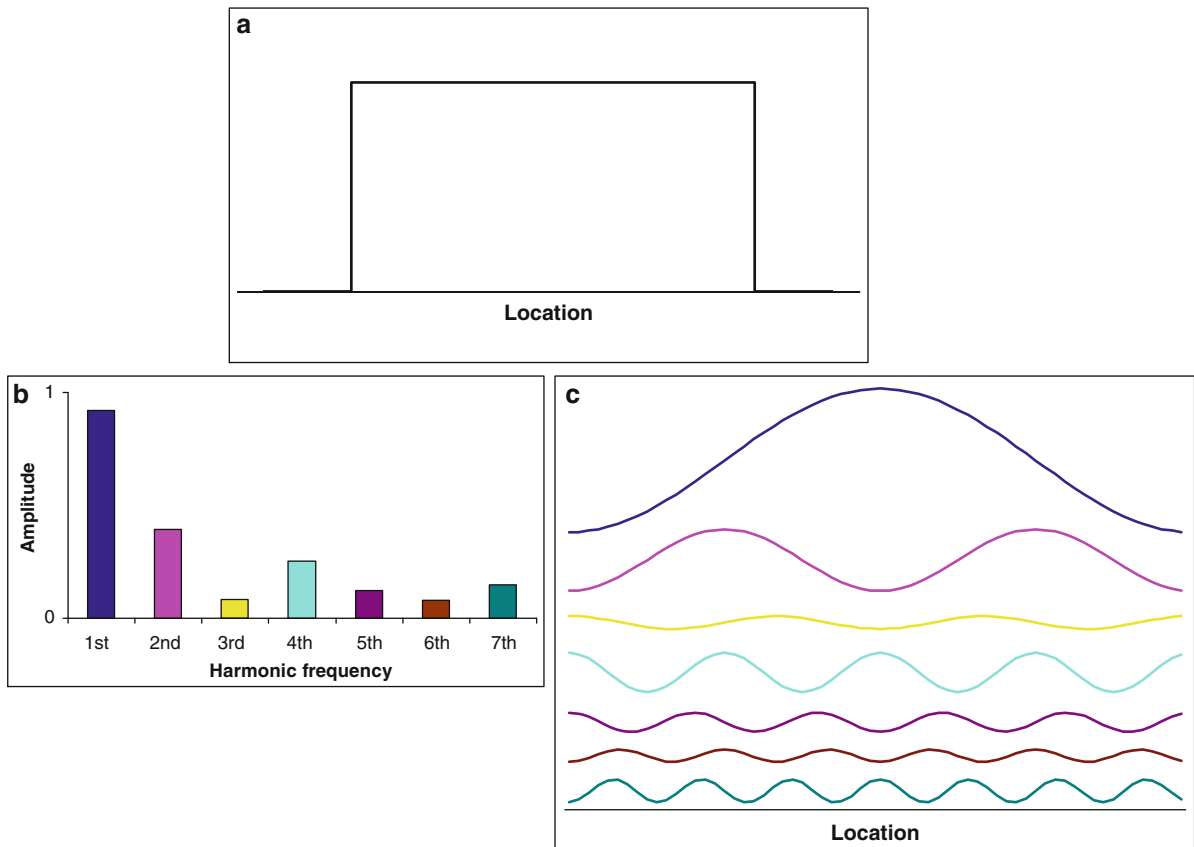 a
Location
b
1
Amplitude
0
1st 2nd 3rd 4th 5th 6th 7th
Harmonic frequency
c
Location